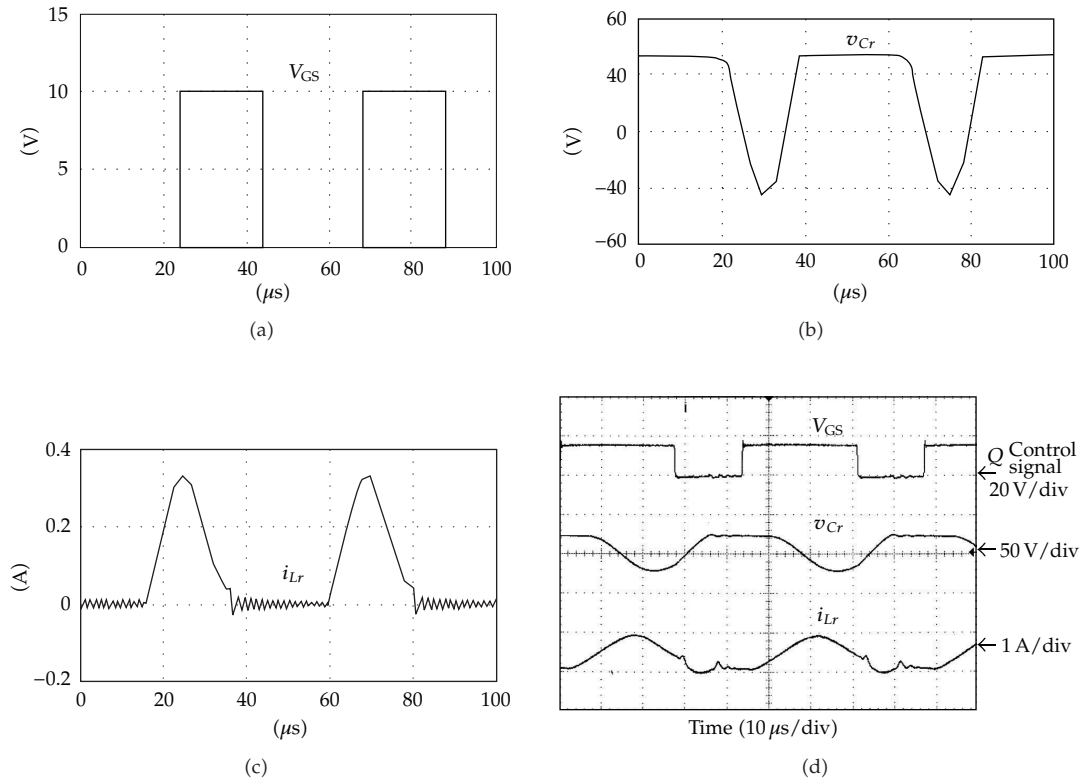 15
10
5
0
(V)
V_GS
0 20 40 60 80 100
(µs)
(a)
60
40
0
−40
−60
(V)
v_Cr
0 20 40 60 80 100
(µs)
(b)
0.4
0.2
0
−0.2
(A)
i_Lr
0 20 40 60 80 100
(µs)
(c)
V_GS
Q Control
signal
20 V/div
v_Cr
50 V/div
i_Lr
1 A/div
Time (10 µs/div)
(d)